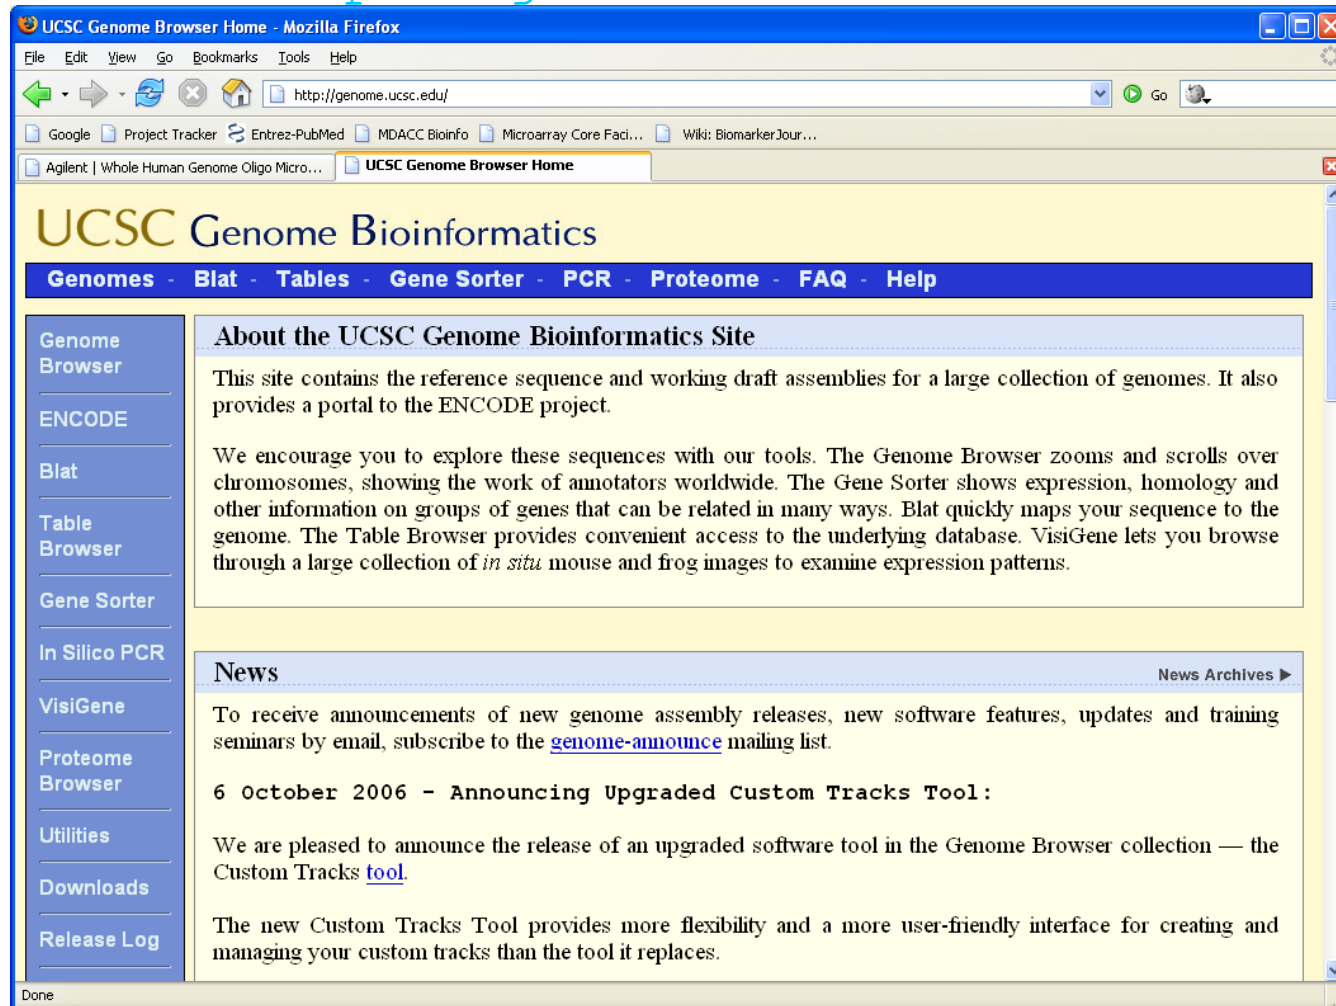 UCSC Genome Browser Home - Mozilla Firefox
File Edit View Go Bookmarks Tools Help
http://genome.ucsc.edu/ Go
Google Project Tracker Entrez-PubMed MDACC Bioinfo Microarray Core Faci... Wiki: BiomarkerJour...
Agilent | Whole Human Genome Oligo Micro... UCSC Genome Browser Home
UCSC Genome Bioinformatics
Genomes - Blat - Tables - Gene Sorter - PCR - Proteome - FAQ - Help
Genome
Browser
ENCODE
Blat
Table
Browser
Gene Sorter
In Silico PCR
VisiGene
Proteome
Browser
Utilities
Downloads
Release Log
About the UCSC Genome Bioinformatics Site
This site contains the reference sequence and working draft assemblies for a large collection of genomes. It also
provides a portal to the ENCODE project.
We encourage you to explore these sequences with our tools. The Genome Browser zooms and scrolls over
chromosomes, showing the work of annotators worldwide. The Gene Sorter shows expression, homology and
other information on groups of genes that can be related in many ways. Blat quickly maps your sequence to the
genome. The Table Browser provides convenient access to the underlying database. VisiGene lets you browse
through a large collection of in situ mouse and frog images to examine expression patterns.
News
News Archives ▶
To receive announcements of new genome assembly releases, new software features, updates and training
seminars by email, subscribe to the genome-announce mailing list.
6 October 2006 - Announcing Upgraded Custom Tracks Tool:
We are pleased to announce the release of an upgraded software tool in the Genome Browser collection — the
Custom Tracks tool.
The new Custom Tracks Tool provides more flexibility and a more user-friendly interface for creating and
managing your custom tracks than the tool it replaces.
Done